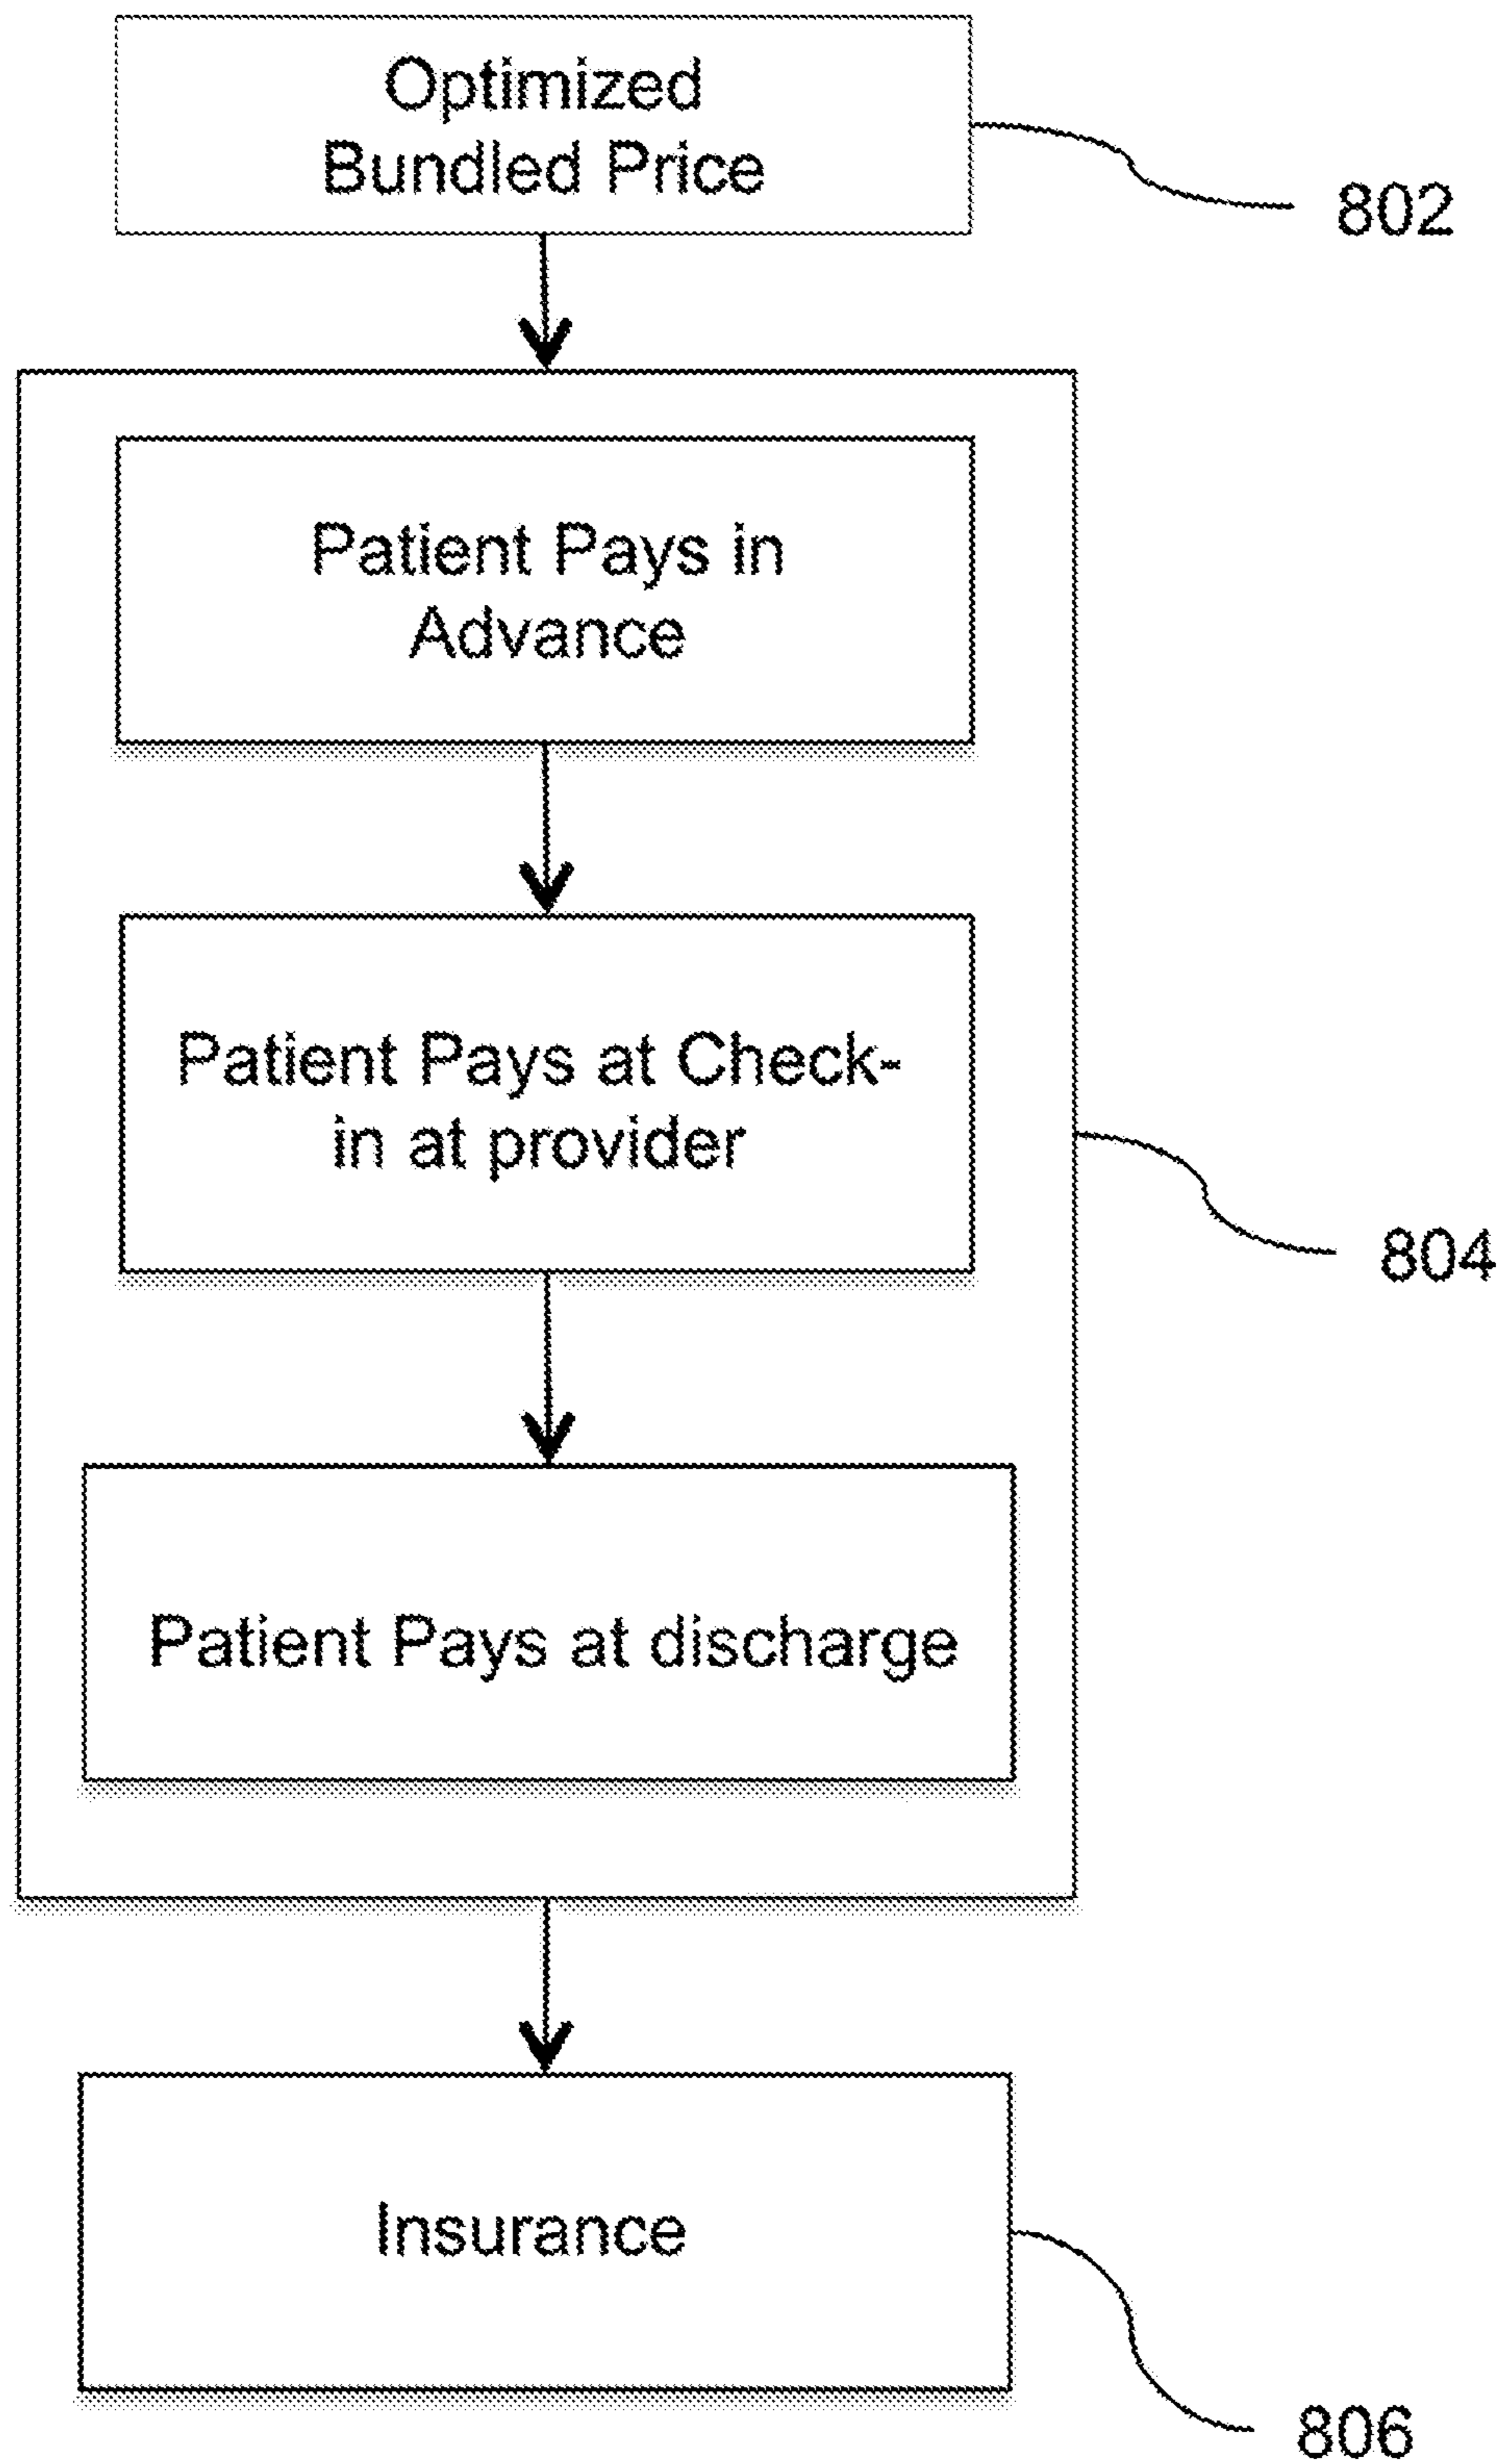 Optimized
Bundled Price
802
Patient Pays in
Advance
Patient Pays at Check-
in at provider
804
Patient Pays at discharge
Insurance
806